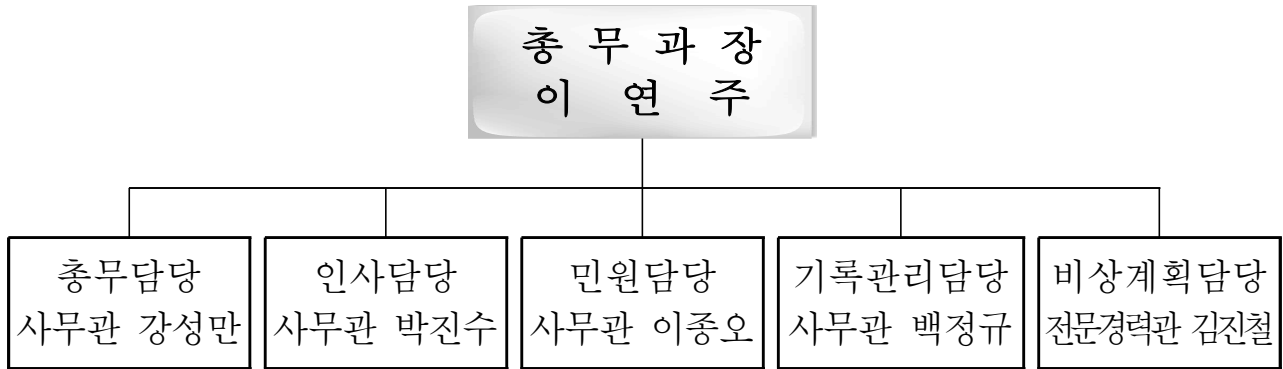 총 무 과 장
이 연 주
총무담당
사무관 강성만
인사담당
사무관 박진수
민원담당
사무관 이종오
기록관리담당
사무관 백정규
비상계획담당
전문경력관 김진철